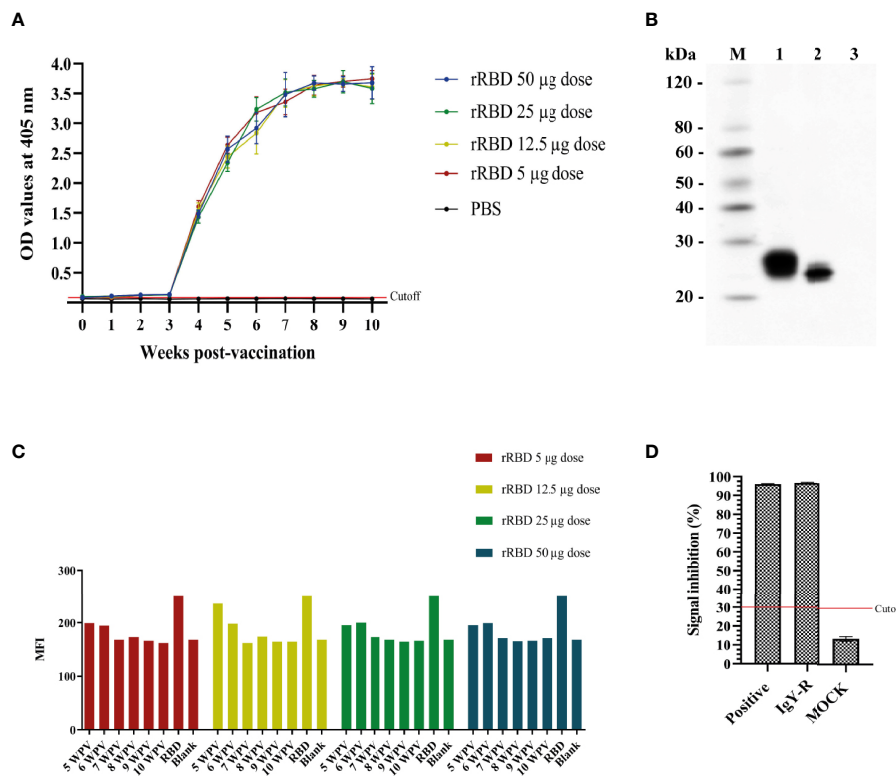 A
OD values at 405 nm
4.0
3.5
3.0
2.5
2.0
1.5
1.0
0.5
0 1 2 3 4 5 6 7 8 9 10
Weeks post-vaccination
Cutoff
rRBD 50 µg dose
rRBD 25 µg dose
rRBD 12.5 µg dose
rRBD 5 µg dose
PBS
B
kDa M 1 2 3
120 -
80 -
60 -
50 -
40 -
30 -
20 -
C
rRBD 5 µg dose
rRBD 12.5 µg dose
rRBD 25 µg dose
rRBD 50 µg dose
MFI
300
200
100
0
5 WPV 6 WPV 7 WPV 8 WPV 9 WPV 10 WPV RBD Blank 5 WPV 6 WPV 7 WPV 8 WPV 9 WPV 10 WPV RBD Blank 5 WPV 6 WPV 7 WPV 8 WPV 9 WPV 10 WPV RBD Blank 5 WPV 6 WPV 7 WPV 8 WPV 9 WPV 10 WPV RBD Blank
D
Signal inhibition (%)
100
90
80
70
60
50
40
30
20
10
0
Cuto
Positive IgY-R MOCK